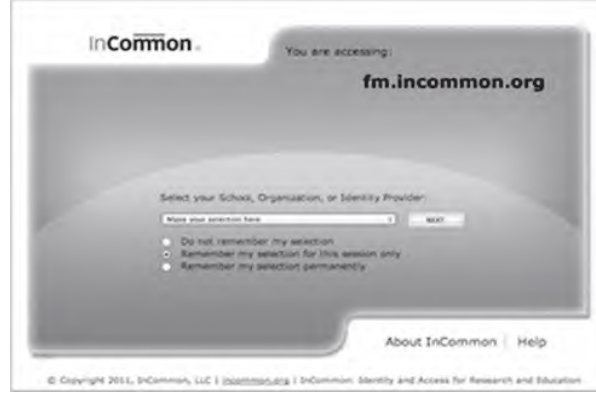 InCommon®
You are accessing:
fm.incommon.org
Select your School, Organization, or Identity Provider:
Make your selection here
NEXT
Do not remember my selection
Remember my selection for this session only
Remember my selection permanently
About InCommon | Help
© Copyright 2011, InCommon, LLC | incommon.org | InCommon: Identity and Access for Research and Education